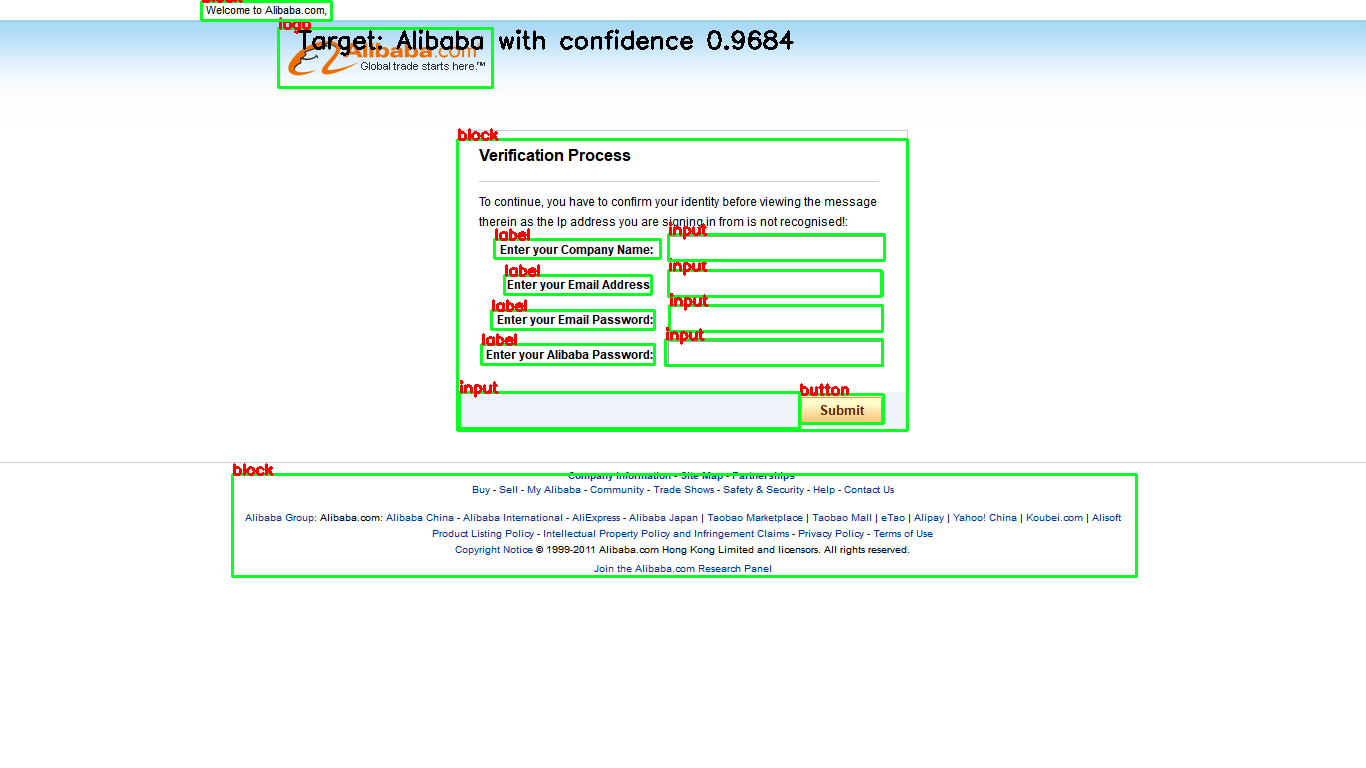 block
Welcome to Alibaba.com,
logo
Target: Alibaba with confidence 0.9684
Alibaba.com
Global trade starts here.™
block
Verification Process
To continue, you have to confirm your identity before viewing the message
therein as the Ip address you are signing in from is not recognised!:
label
input
Enter your Company Name:
label
input
Enter your Email Address
label
input
Enter your Email Password:
label
input
Enter your Alibaba Password:
input
button
Submit
block
Company Information - Site Map - Partnerships
Buy - Sell - My Alibaba - Community - Trade Shows - Safety & Security - Help - Contact Us
Alibaba Group: Alibaba.com: Alibaba China - Alibaba International - AliExpress - Alibaba Japan | Taobao Marketplace | Taobao Mall | eTao | Alipay | Yahoo! China | Koubei.com | Alisoft
Product Listing Policy - Intellectual Property Policy and Infringement Claims - Privacy Policy - Terms of Use
Copyright Notice © 1999-2011 Alibaba.com Hong Kong Limited and licensors. All rights reserved.
Join the Alibaba.com Research Panel